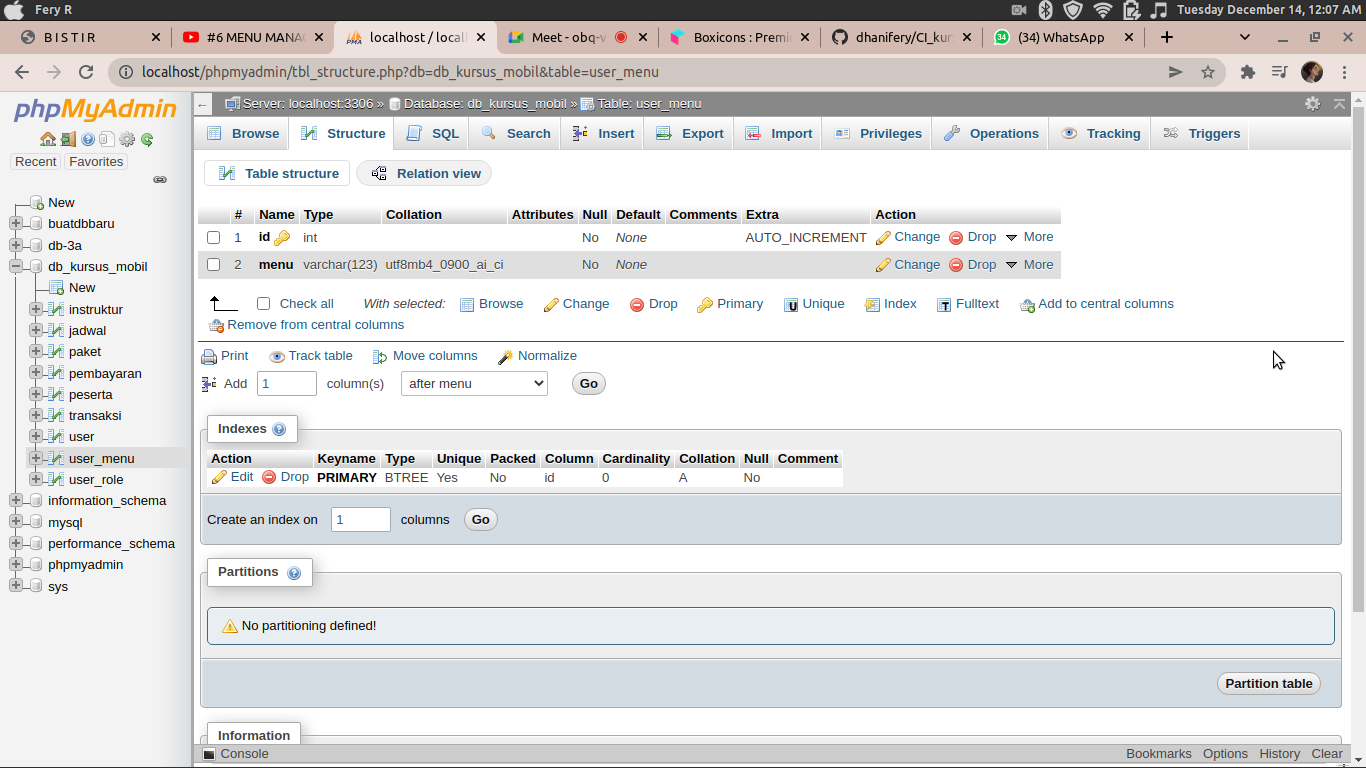 Fery R
Tuesday December 14, 12:07 AM
B I S T I R
#6 MENU MANA
localhost / local
Meet - obq-v
Boxicons : Premi
dhanifery/CI_kur
34
(34) WhatsApp
localhost/phpmyadmin/tbl_structure.php?db=db_kursus_mobil&table=user_menu
phpMyAdmin
Recent
Favorites
New
buatdbbaru
db-3a
db_kursus_mobil
New
instruktur
jadwal
paket
pembayaran
peserta
transaksi
user
user_menu
user_role
information_schema
mysql
performance_schema
phpmyadmin
sys
Server: localhost:3306 » Database: db_kursus_mobil » Table: user_menu
Browse Structure SQL Search Insert Export Import Privileges Operations Tracking Triggers
Table structure Relation view
# Name Type Collation Attributes Null Default Comments Extra Action
1 id int No None AUTO_INCREMENT Change Drop More
2 menu varchar(123) utf8mb4_0900_ai_ci No None Change Drop More
Check all With selected: Browse Change Drop Primary Unique Index Fulltext Add to central columns
Remove from central columns
Print Track table Move columns Normalize
Add 1 column(s) after menu Go
Indexes
Action Keyname Type Unique Packed Column Cardinality Collation Null Comment
Edit Drop PRIMARY BTREE Yes No id 0 A No
Create an index on 1 columns Go
Partitions
No partitioning defined!
Partition table
Information
Console Bookmarks Options History Clear